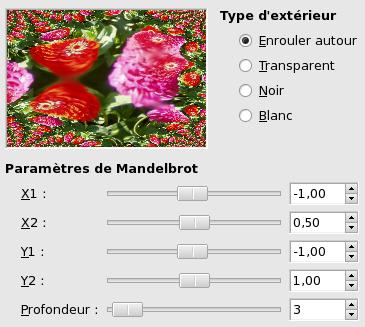 Type d'extérieur
Enrouler autour
Transparent
Noir
Blanc
Paramètres de Mandelbrot
X1 : -1,00
X2 : 0,50
Y1 : -1,00
Y2 : 1,00
Profondeur : 3